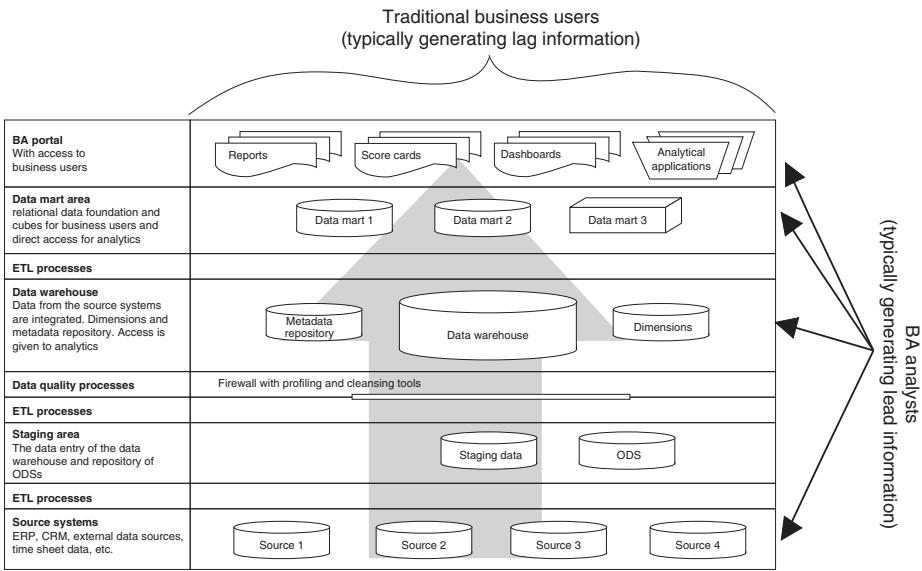 Traditional business users
(typically generating lag information)
BA portal
With access to
business users
Reports
Score cards
Dashboards
Analytical
applications
Data mart area
relational data foundation and
cubes for business users and
direct access for analytics
Data mart 1
Data mart 2
Data mart 3
ETL processes
Data warehouse
Data from the source systems
are integrated. Dimensions and
metadata repository. Access is
given to analytics
Metadata
repository
Data warehouse
Dimensions
Data quality processes
Firewall with profiling and cleansing tools
ETL processes
Staging area
The data entry of the data
warehouse and repository of
ODSs
Staging data
ODS
ETL processes
Source systems
ERP, CRM, external data sources,
time sheet data, etc.
Source 1
Source 2
Source 3
Source 4
BA analysts
(typically generating lead information)